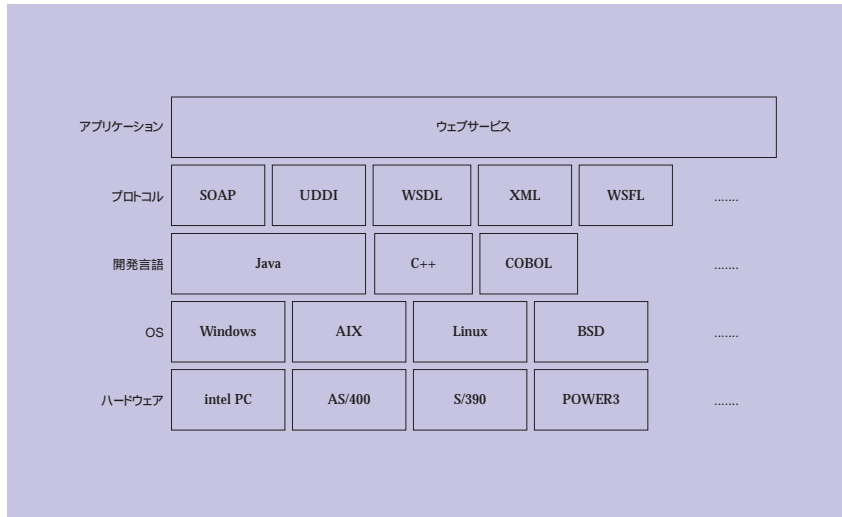 アプリケーション ウェブサービス
プロトコル SOAP UDDI WSDL XML WSFL .......
開発言語 Java C++ COBOL .......
OS Windows AIX Linux BSD .......
ハードウェア intel PC AS/400 S/390 POWER3 .......